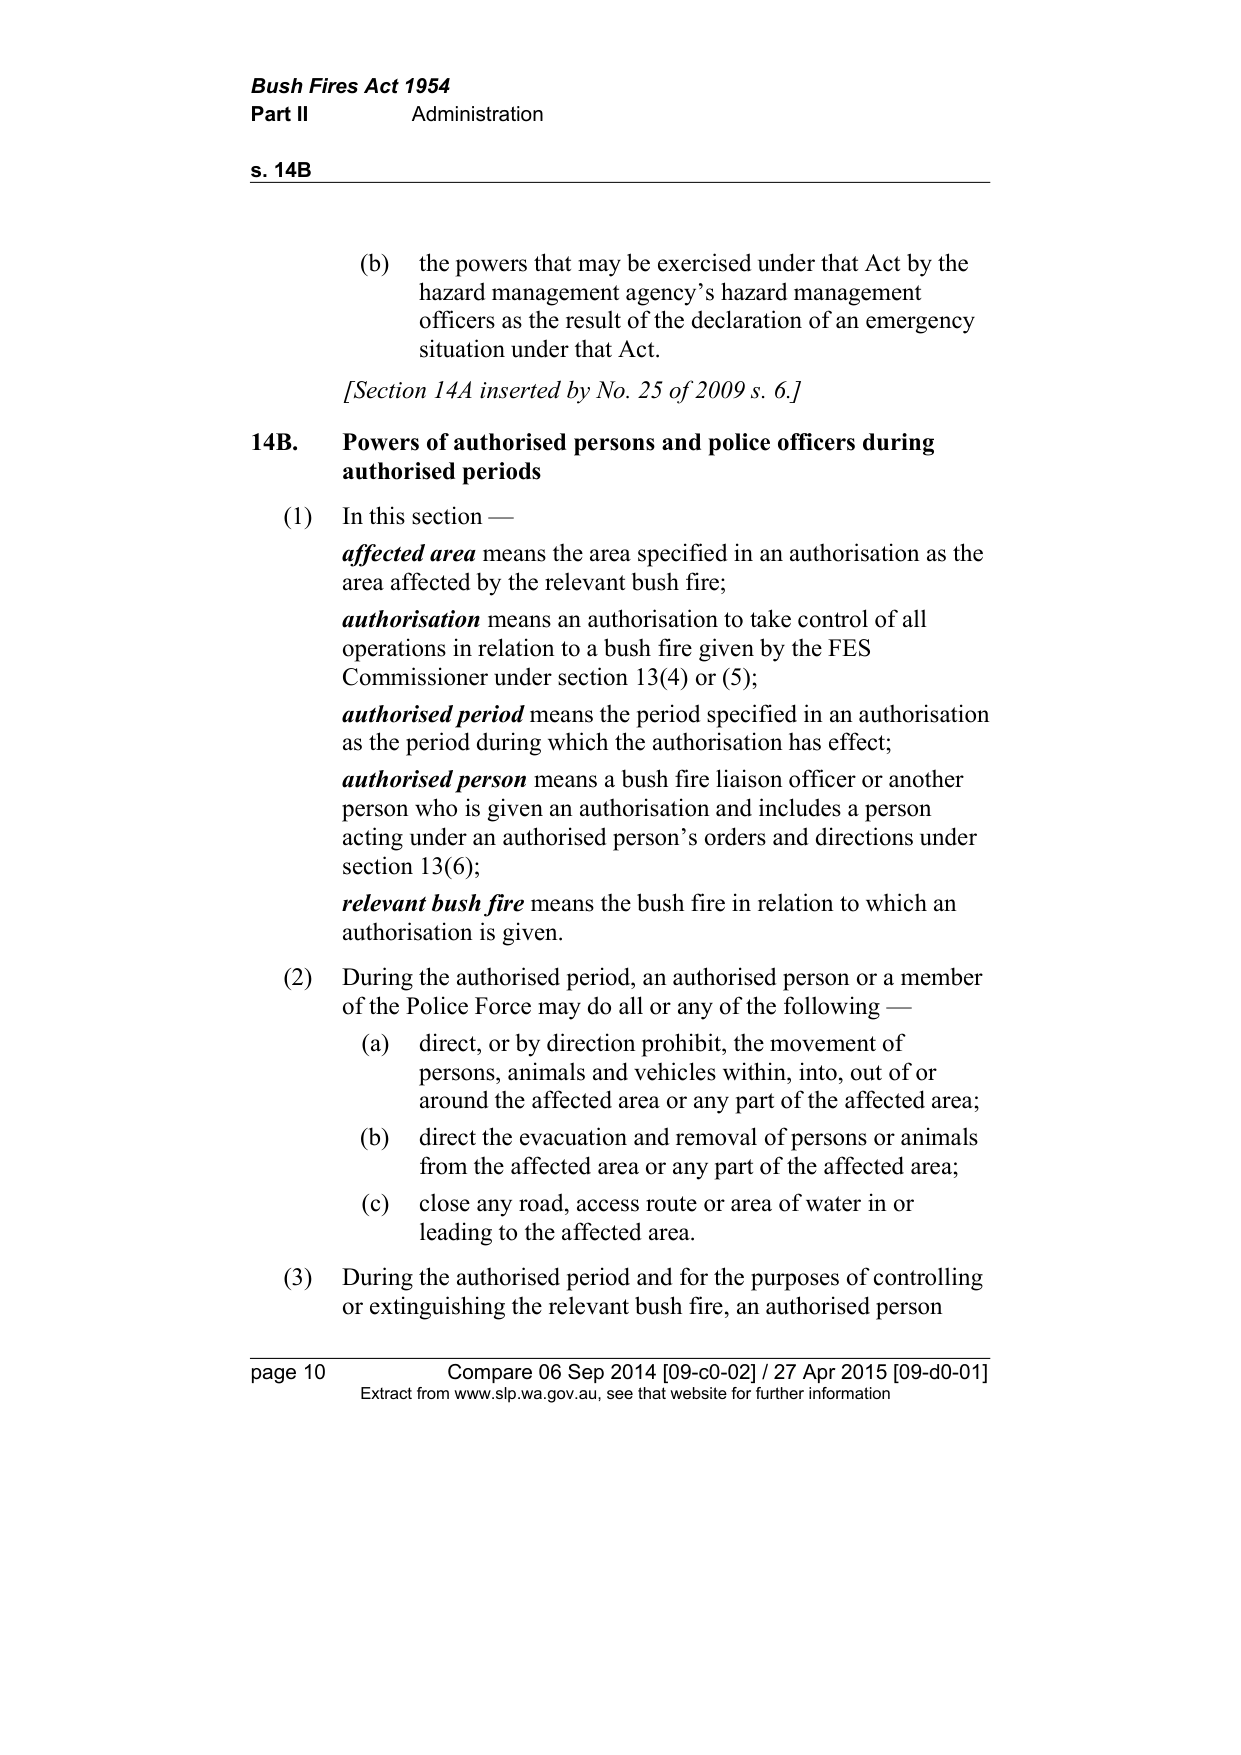 Bush Fires Act 1954
Part II Administration
s. 14B
(b) the powers that may be exercised under that Act by the
hazard management agency’s hazard management
officers as the result of the declaration of an emergency
situation under that Act.
[Section 14A inserted by No. 25 of 2009 s. 6.]
14B. Powers of authorised persons and police officers during
authorised periods
(1) In this section —
affected area means the area specified in an authorisation as the
area affected by the relevant bush fire;
authorisation means an authorisation to take control of all
operations in relation to a bush fire given by the FES
Commissioner under section 13(4) or (5);
authorised period means the period specified in an authorisation
as the period during which the authorisation has effect;
authorised person means a bush fire liaison officer or another
person who is given an authorisation and includes a person
acting under an authorised person’s orders and directions under
section 13(6);
relevant bush fire means the bush fire in relation to which an
authorisation is given.
(2) During the authorised period, an authorised person or a member
of the Police Force may do all or any of the following —
(a) direct, or by direction prohibit, the movement of
persons, animals and vehicles within, into, out of or
around the affected area or any part of the affected area;
(b) direct the evacuation and removal of persons or animals
from the affected area or any part of the affected area;
(c) close any road, access route or area of water in or
leading to the affected area.
(3) During the authorised period and for the purposes of controlling
or extinguishing the relevant bush fire, an authorised person
page 10 Compare 06 Sep 2014 [09-c0-02] / 27 Apr 2015 [09-d0-01]
Extract from www.slp.wa.gov.au, see that website for further information